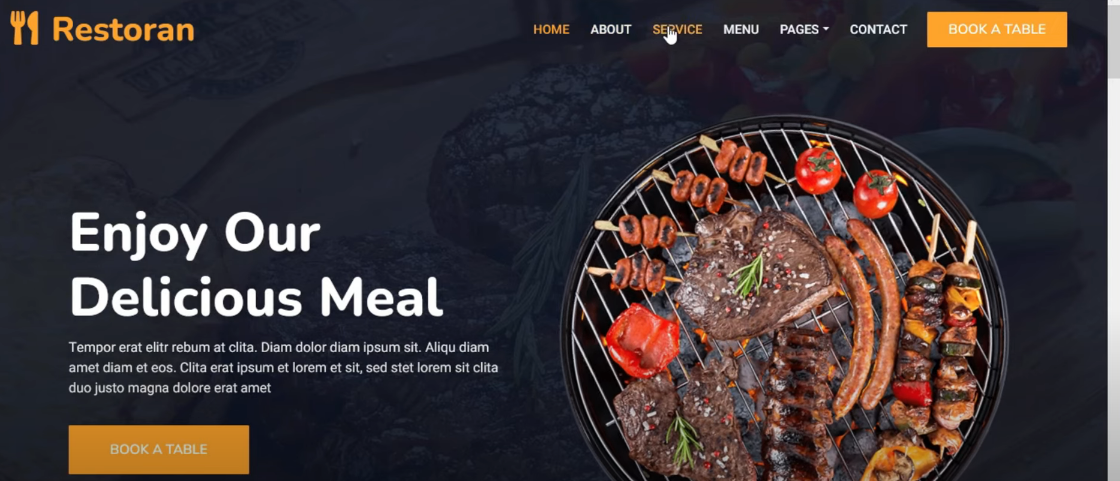 Restoran
HOME ABOUT SERVICE MENU PAGES CONTACT BOOK A TABLE
Enjoy Our
Delicious Meal
Tempor erat elitr rebum at clita. Diam dolor diam ipsum sit. Aliqu diam
amet diam et eos. Clita erat ipsum et lorem et sit, sed stet lorem sit clita
duo justo magna dolore erat amet
BOOK A TABLE